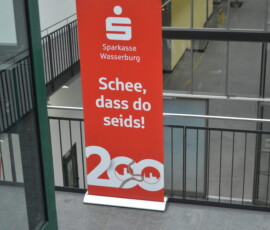 Sparkasse
Wasserburg
Schee,
dass do
seids!
200